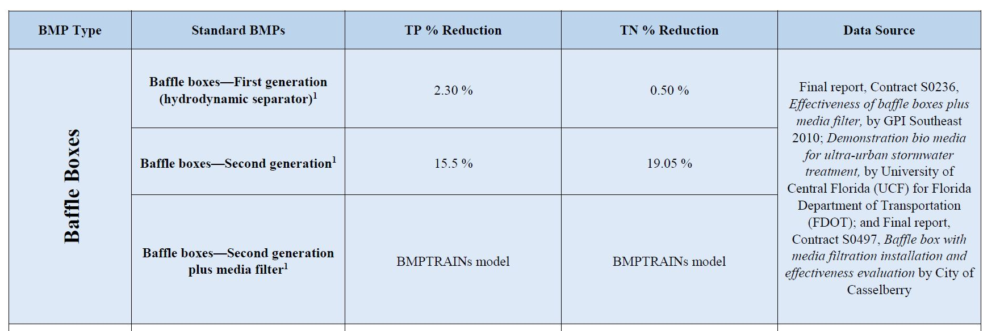 BMP Type
Standard BMPs
TP % Reduction
TN % Reduction
Data Source
Baffle Boxes
Baffle boxes—First generation
(hydrodynamic separator)1
2.30 %
0.50 %
Baffle boxes—Second generation1
15.5 %
19.05 %
Baffle boxes—Second generation
plus media filter1
BMPTRAINs model
BMPTRAINs model
Final report, Contract S0236,
Effectiveness of baffle boxes plus
media filter, by GPI Southeast
2010; Demonstration bio media
for ultra-urban stormwater
treatment, by University of
Central Florida (UCF) for Florida
Department of Transportation
(FDOT); and Final report,
Contract S0497, Baffle box with
media filtration installation and
effectiveness evaluation by City of
Casselberry